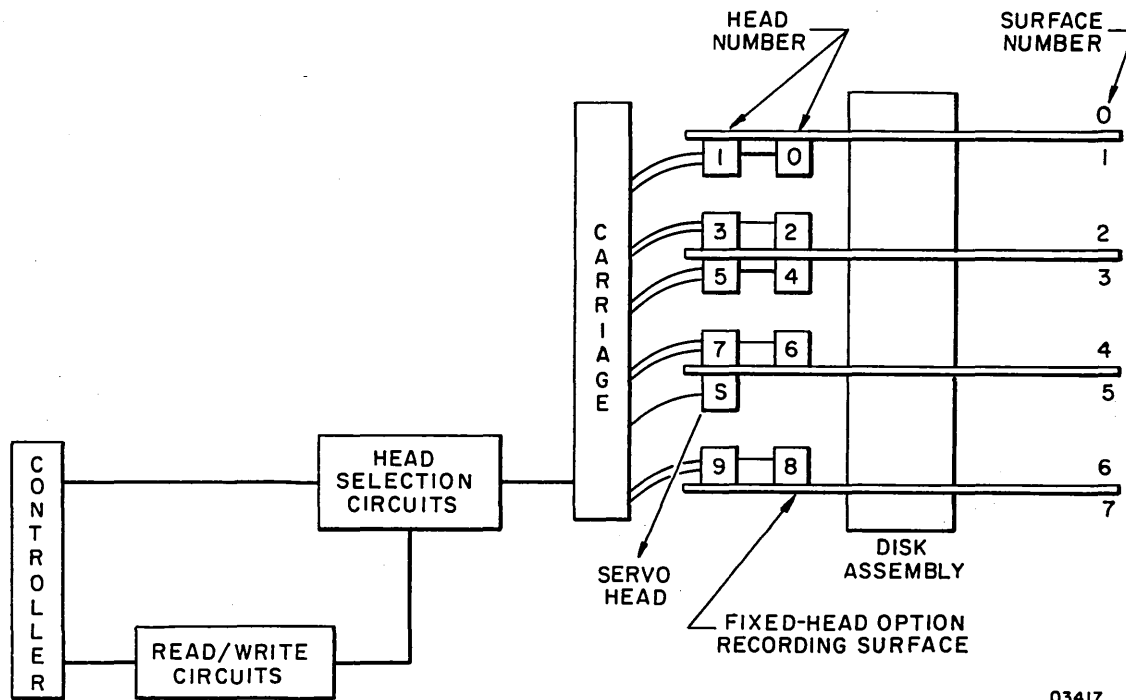 HEAD
NUMBER
SURFACE
NUMBER
0
1
1 0
CARRIAGE
3 2
2
5 4
3
7 6
4
S
5
9 8
6
7
CONTROLLER
HEAD
SELECTION
CIRCUITS
SERVO
HEAD
DISK
ASSEMBLY
FIXED-HEAD OPTION
RECORDING SURFACE
READ/WRITE
CIRCUITS
03417